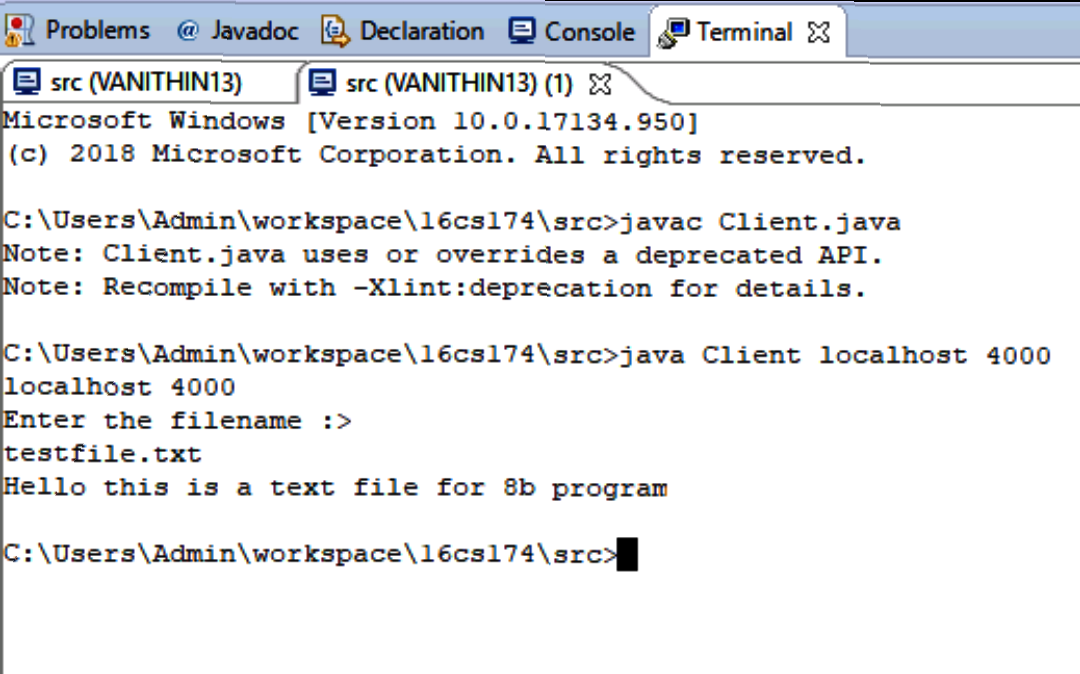 Problems @ Javadoc Declaration Console Terminal
src (VANITHIN13) src (VANITHIN13) (1)
Microsoft Windows [Version 10.0.17134.950]
(c) 2018 Microsoft Corporation. All rights reserved.
C:\Users\Admin\workspace\16cs174\src>javac Client.java
Note: Client.java uses or overrides a deprecated API.
Note: Recompile with -Xlint:deprecation for details.
C:\Users\Admin\workspace\16cs174\src>java Client localhost 4000
localhost 4000
Enter the filename :>
testfile.txt
Hello this is a text file for 8b program
C:\Users\Admin\workspace\16cs174\src>